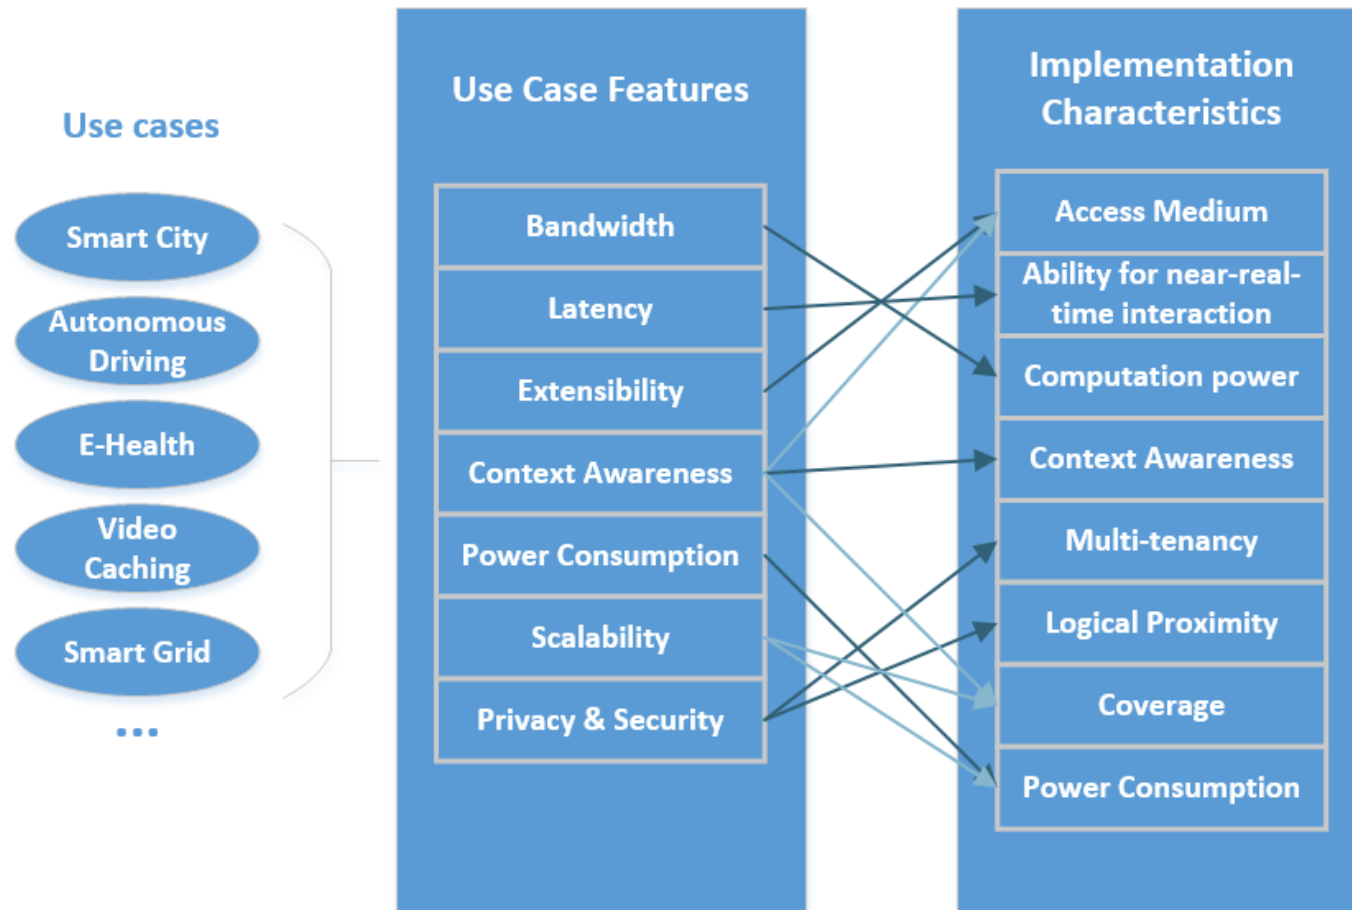 Use cases
Smart City
Autonomous
Driving
E-Health
Video
Caching
Smart Grid
...
Use Case Features
Bandwidth
Latency
Extensibility
Context Awareness
Power Consumption
Scalability
Privacy & Security
Implementation
Characteristics
Access Medium
Ability for near-real-
time interaction
Computation power
Context Awareness
Multi-tenancy
Logical Proximity
Coverage
Power Consumption